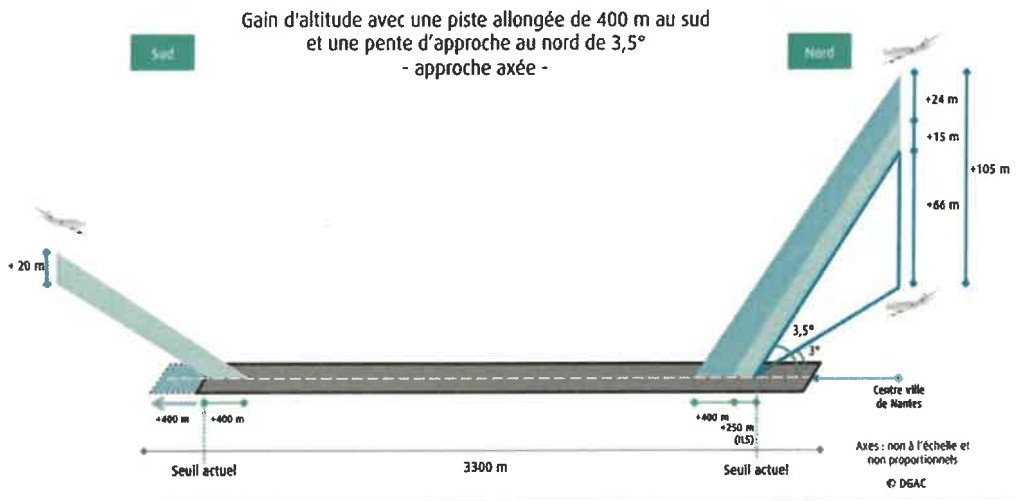 Gain d'altitude avec une piste allongée de 400 m au sud
et une pente d'approche au nord de 3,5°
- approche axée -
Sud
Nord
+24 m
+15 m
+105 m
+66 m
+ 20 m
3,5°
3°
+400 m
+400 m
+400 m
+250 m
(ILS)
Centre ville
de Nantes
Seuil actuel
3300 m
Seuil actuel
Axes : non à l'échelle et
non proportionnels
© DGAC